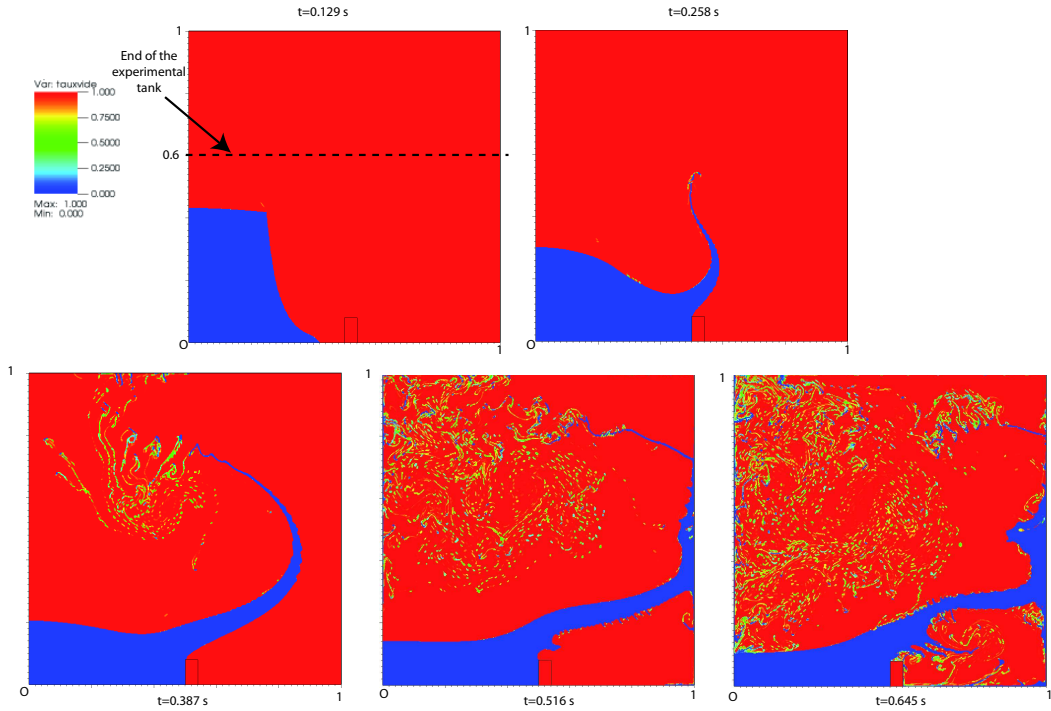 t=0.129 s
t=0.258 s
1
1
End of the
experimental
tank
Var: tauxvide
1.000
0.7500
0.5000
0.2500
0.000
Max: 1.000
Min: 0.000
0.6
O
1
O
1
1
1
1
O
1
O
1
O
1
t=0.387 s
t=0.516 s
t=0.645 s